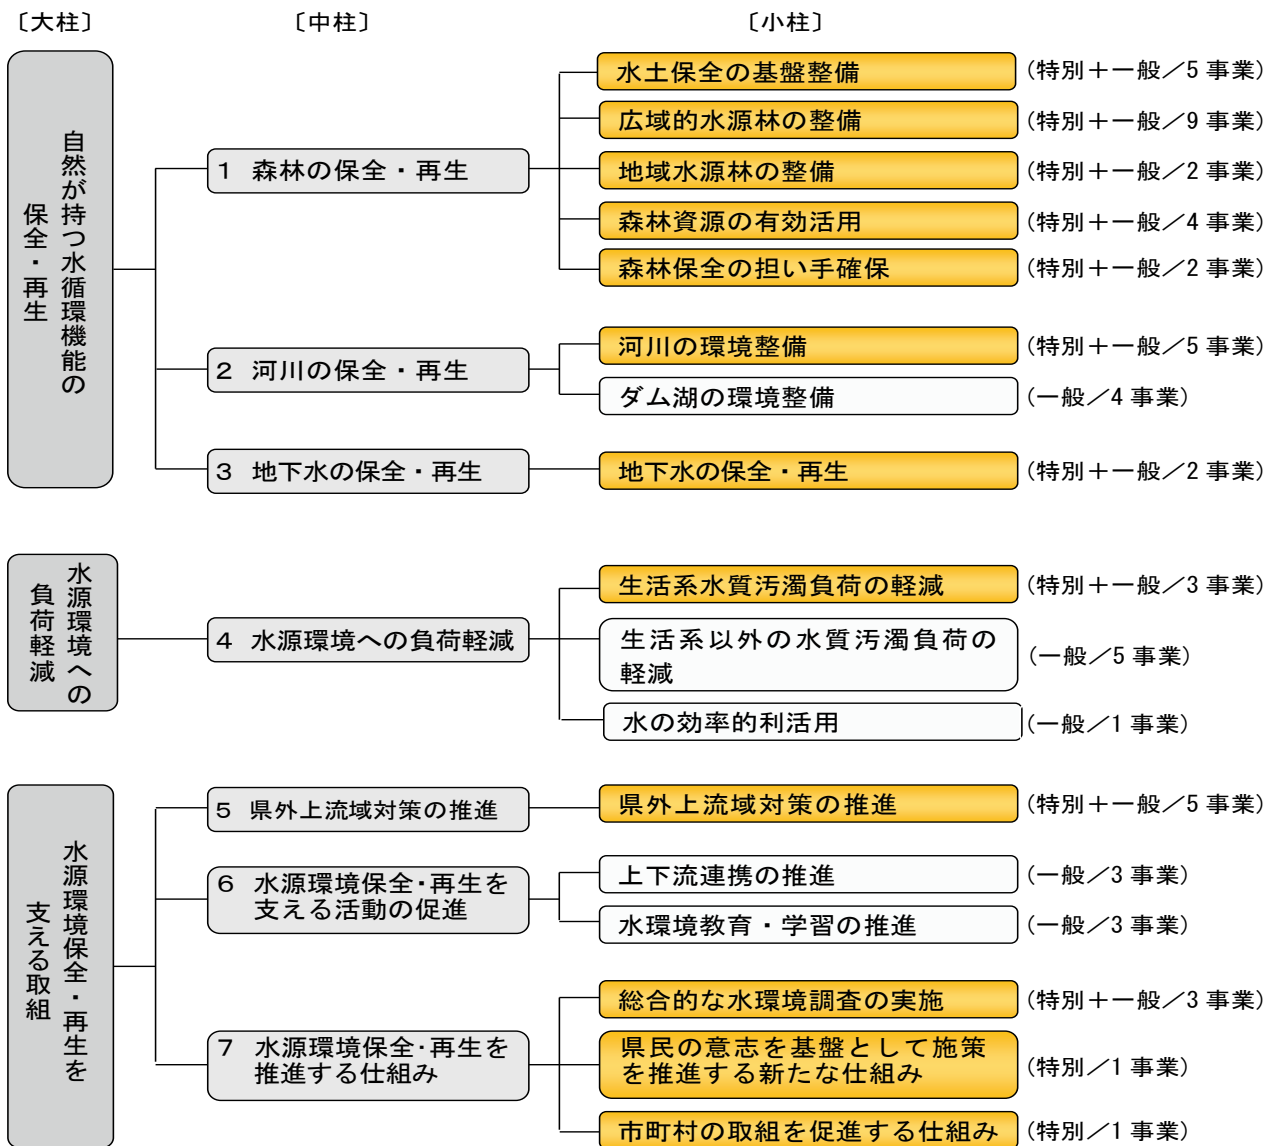 〔大柱〕
〔中柱〕
〔小柱〕
自然が持つ水循環機能の
保全・再生
1 森林の保全・再生
水土保全の基盤整備
(特別＋一般／5 事業)
広域的水源林の整備
(特別＋一般／9 事業)
地域水源林の整備
(特別＋一般／2 事業)
森林資源の有効活用
(特別＋一般／4 事業)
森林保全の担い手確保
(特別＋一般／2 事業)
2 河川の保全・再生
河川の環境整備
(特別＋一般／5 事業)
ダム湖の環境整備
(一般／4 事業)
3 地下水の保全・再生
地下水の保全・再生
(特別＋一般／2 事業)
水源環境への
負荷軽減
4 水源環境への負荷軽減
生活系水質汚濁負荷の軽減
(特別＋一般／3 事業)
生活系以外の水質汚濁負荷の
軽減
(一般／5 事業)
水の効率的利活用
(一般／1 事業)
水源環境保全・再生を
支える取組
5 県外上流域対策の推進
県外上流域対策の推進
(特別＋一般／5 事業)
6 水源環境保全・再生を
支える活動の促進
上下流連携の推進
(一般／3 事業)
水環境教育・学習の推進
(一般／3 事業)
7 水源環境保全・再生を
推進する仕組み
総合的な水環境調査の実施
(特別＋一般／3 事業)
県民の意志を基盤として施策
を推進する新たな仕組み
(特別／1 事業)
市町村の取組を促進する仕組み
(特別／1 事業)